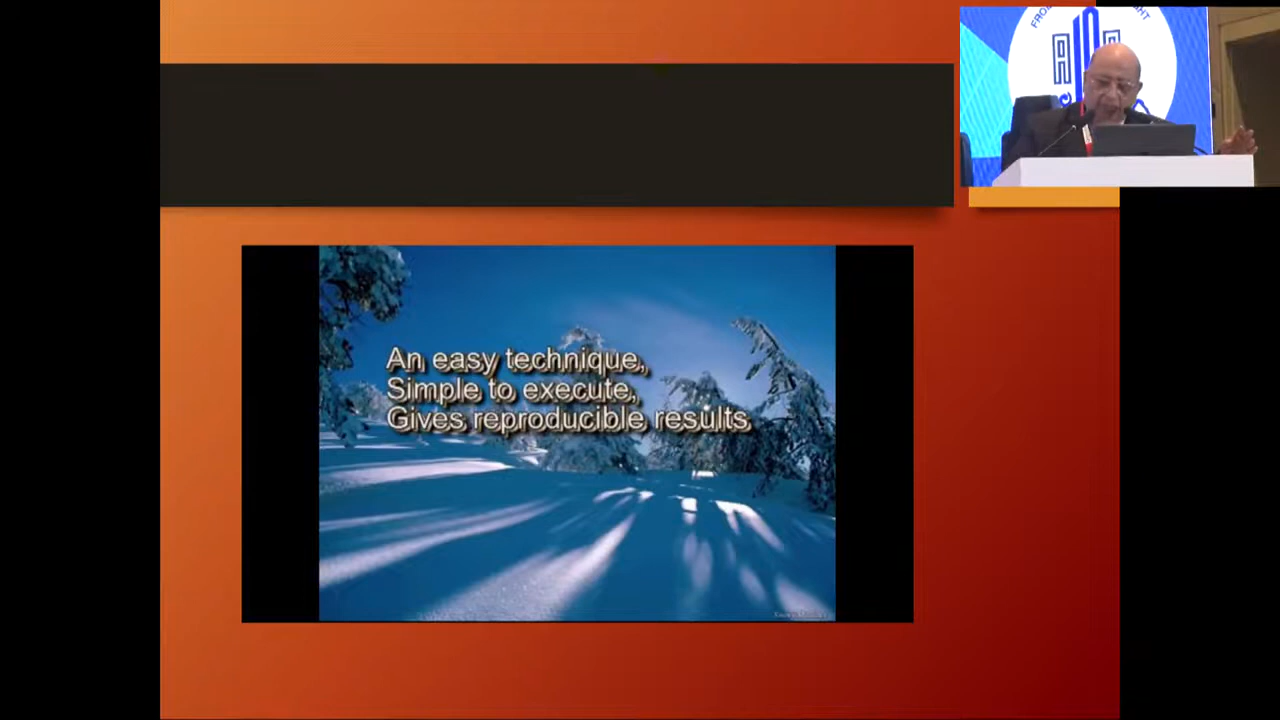 An easy technique,
Simple to execute,
Gives reproducible results